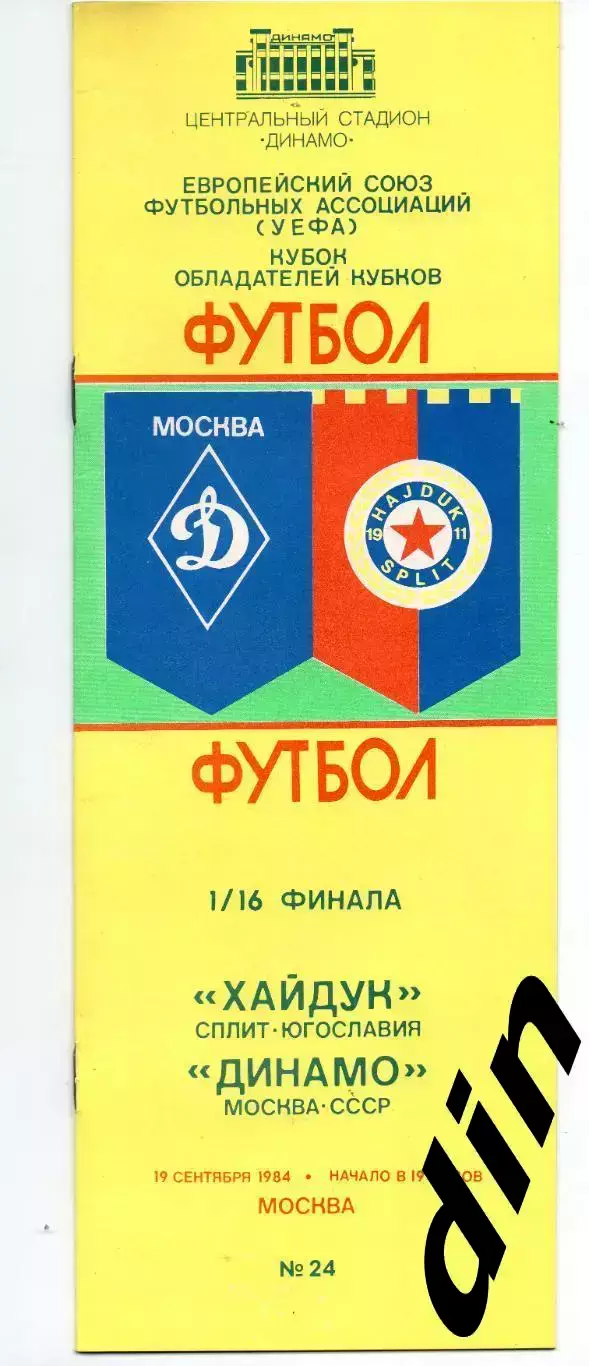 ДИНАМО
ЦЕНТРАЛЬНЫЙ СТАДИОН
·ДИНАМО·
ЕВРОПЕЙСКИЙ СОЮЗ
ФУТБОЛЬНЫХ АССОЦИАЦИЙ
(УЕФА)
КУБОК
ОБЛАДАТЕЛЕЙ КУБКОВ
ФУТБОЛ
МОСКВА
Д
HAJDUK
19 11
SPLIT
ФУТБОЛ
1/16 ФИНАЛА
«ХАЙДУК»
СПЛИТ·ЮГОСЛАВИЯ
«ДИНАМО»
МОСКВА·СССР
19 СЕНТЯБРЯ 1984 · НАЧАЛО В 19
МОСКВА
№ 24
din